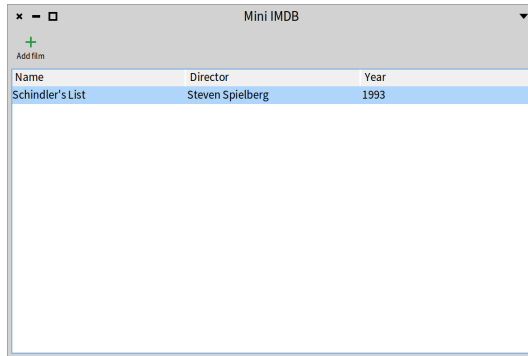 Mini IMDB
Add film
Name Director Year
Schindler's List Steven Spielberg 1993